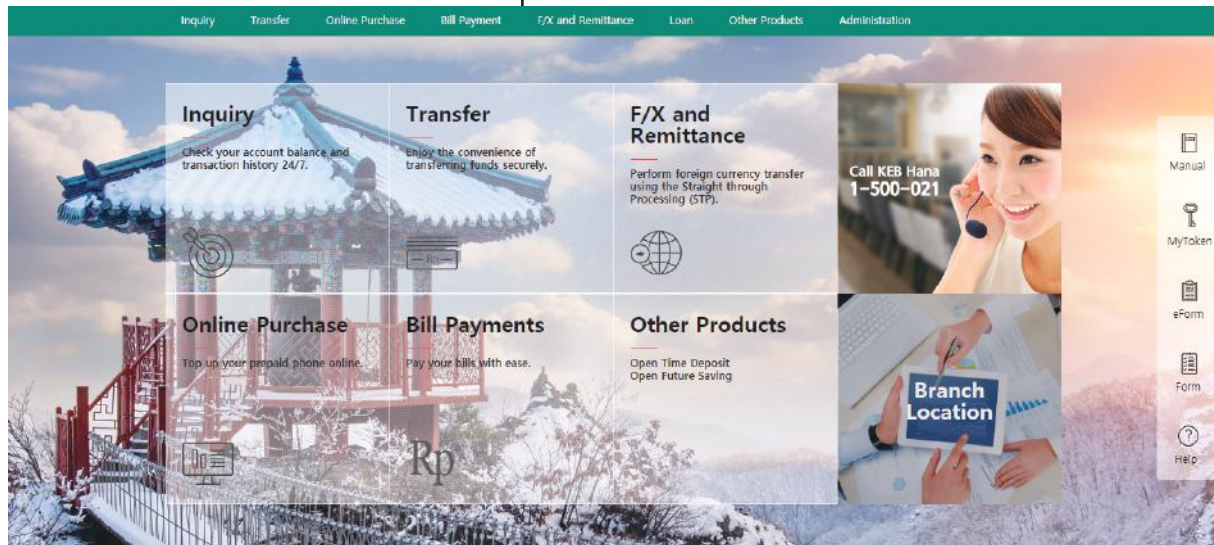 Inquiry Transfer Online Purchase Bill Payment F/X and Remittance Loan Other Products Administration
Inquiry
Check your account balance and
transaction history 24/7.
Transfer
Enjoy the convenience of
transferring funds securely.
Rp
F/X and
Remittance
Perform foreign currency transfer
using the Straight through
Processing (STP).
Call KEB Hana
1-500-021
Online Purchase
Top up your prepaid phone online.
Bill Payments
Pay your bills with ease.
Rp
Other Products
Open Time Deposit
Open Future Saving
Branch
Location
Manual
MyToken
eForm
Form
Help